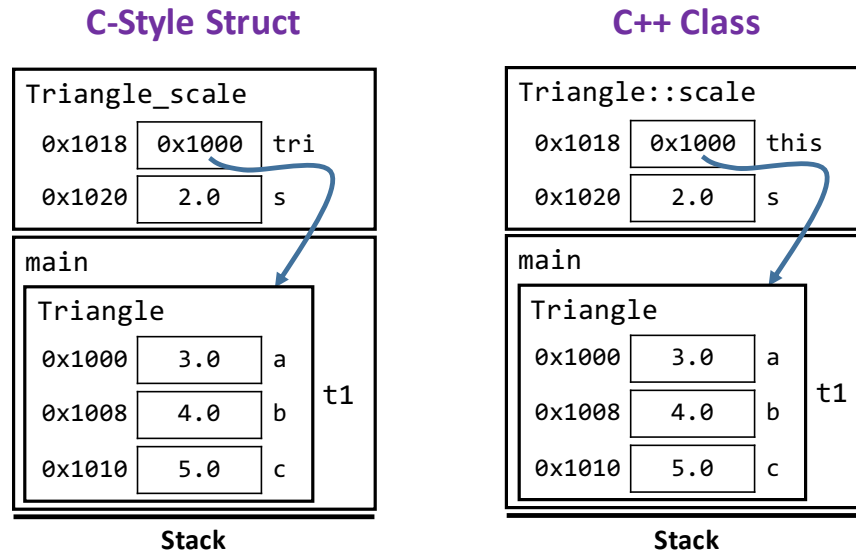 C-Style Struct
Triangle_scale
0x1018 0x1000 tri
0x1020 2.0 s
main
Triangle
0x1000 3.0 a
0x1008 4.0 b
t1
0x1010 5.0 c
Stack
C++ Class
Triangle::scale
0x1018 0x1000 this
0x1020 2.0 s
main
Triangle
0x1000 3.0 a
0x1008 4.0 b
t1
0x1010 5.0 c
Stack